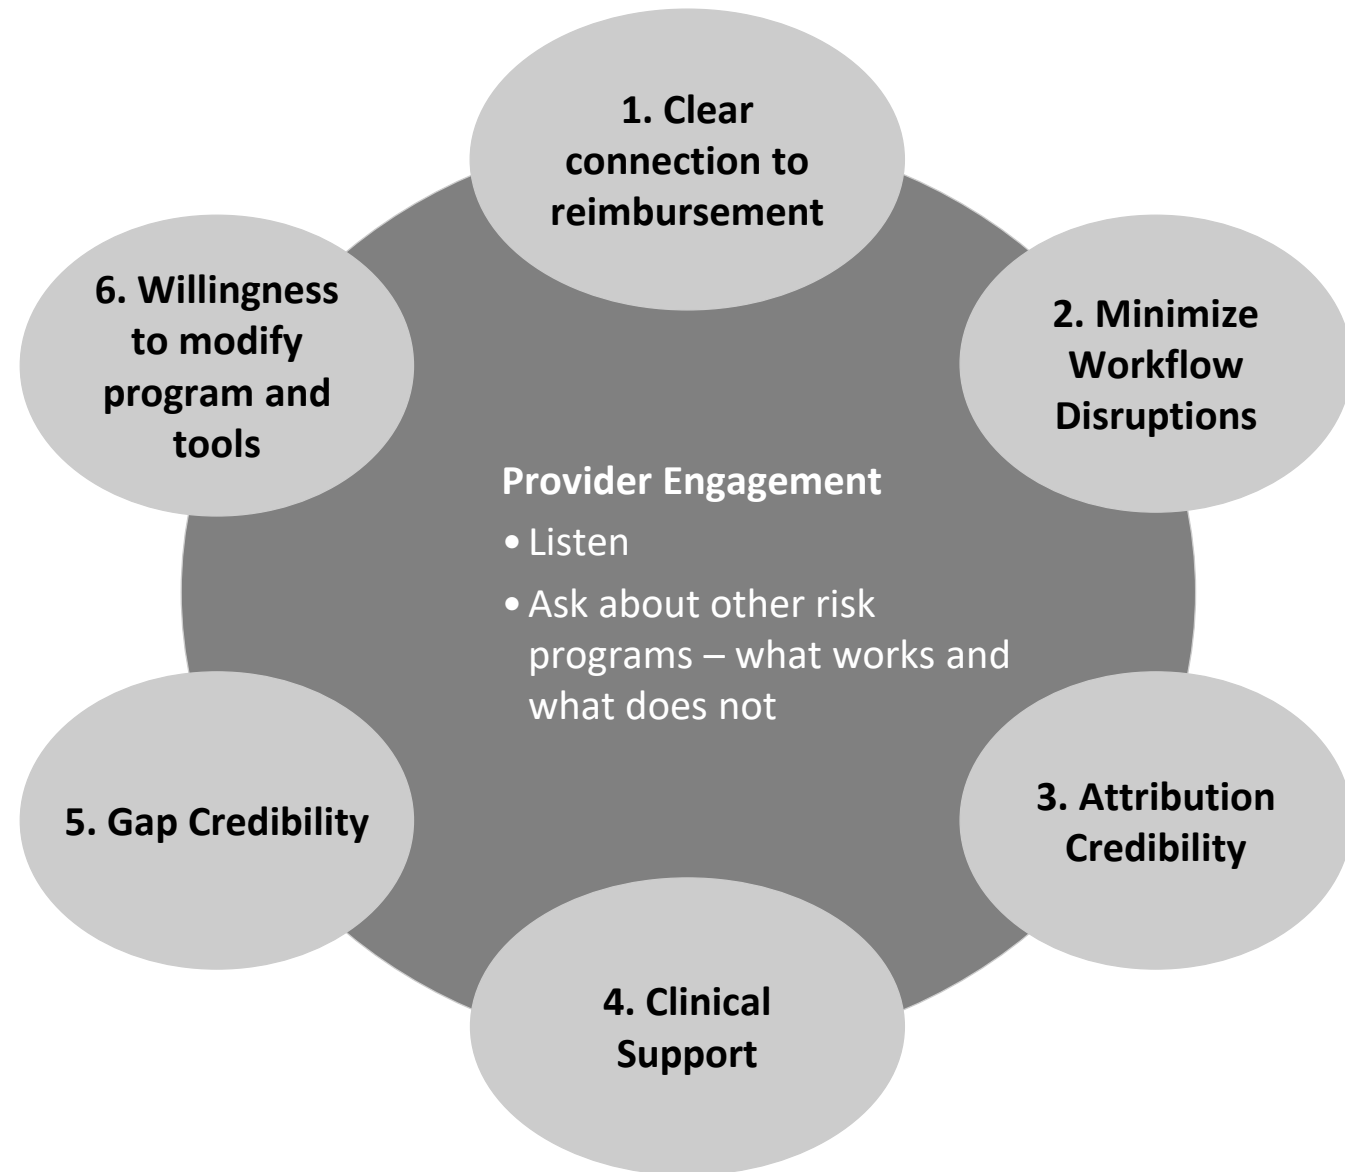 1. Clear
connection to
reimbursement
2. Minimize
Workflow
Disruptions
3. Attribution
Credibility
4. Clinical
Support
5. Gap Credibility
6. Willingness
to modify
program and
tools
Provider Engagement
• Listen
• Ask about other risk
programs – what works and
what does not